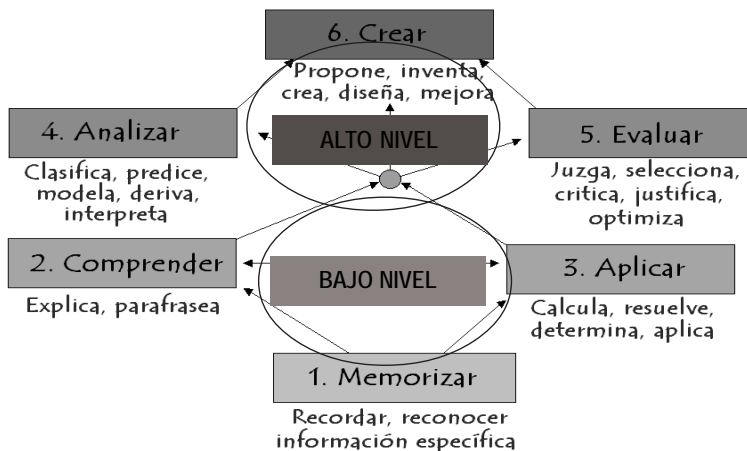 6. Crear
Propone, inventa,
crea, diseña, mejora
4. Analizar
ALTO NIVEL
5. Evaluar
Clasifica, predice,
modela, deriva,
interpreta
Juzga, selecciona,
critica, justifica,
optimiza
2. Comprender
BAJO NIVEL
3. Aplicar
Explica, parafrasea
Calcula, resuelve,
determina, aplica
1. Memorizar
Recordar, reconocer
información específica